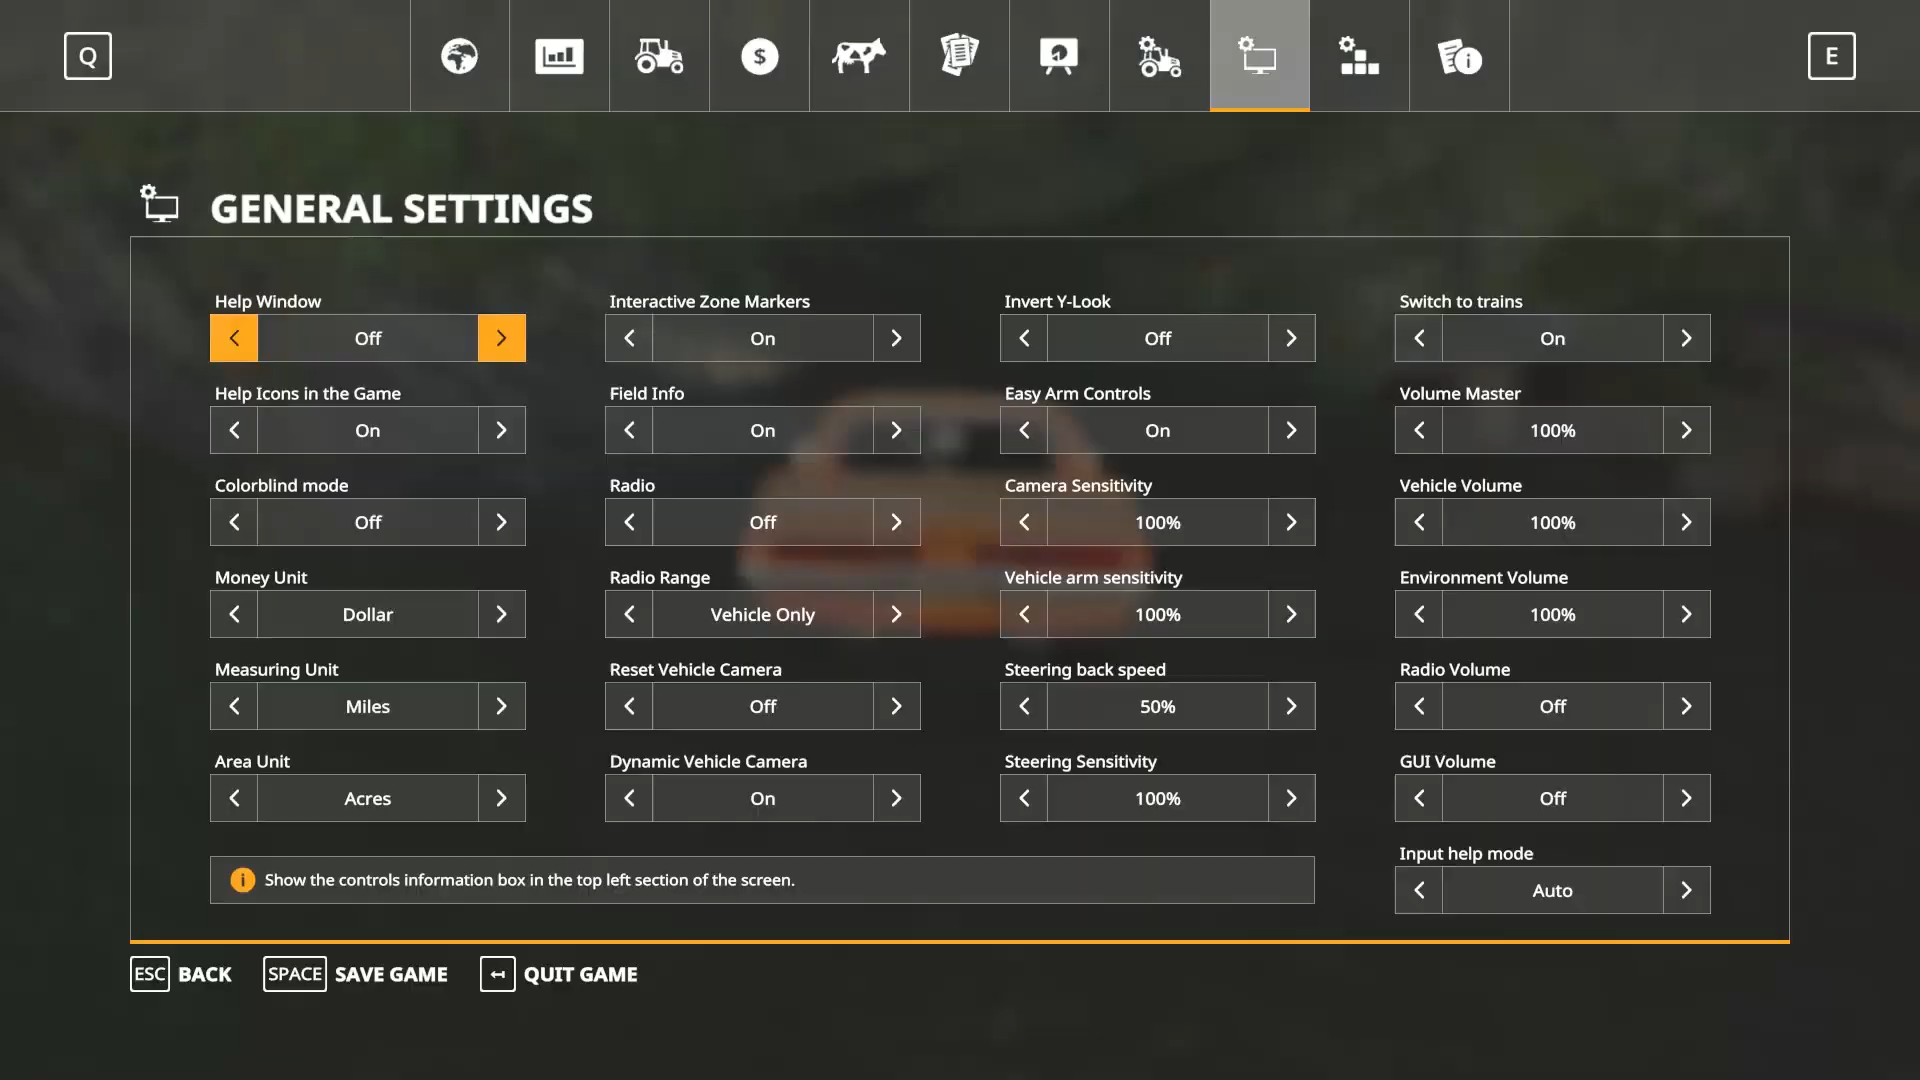 Q
$
E
GENERAL SETTINGS
Help Window
Off
Help Icons in the Game
On
Colorblind mode
Off
Money Unit
Dollar
Measuring Unit
Miles
Area Unit
Acres
Interactive Zone Markers
On
Field Info
On
Radio
Off
Radio Range
Vehicle Only
Reset Vehicle Camera
Off
Dynamic Vehicle Camera
On
Invert Y-Look
Off
Easy Arm Controls
On
Camera Sensitivity
100%
Vehicle arm sensitivity
100%
Steering back speed
50%
Steering Sensitivity
100%
Switch to trains
On
Volume Master
100%
Vehicle Volume
100%
Environment Volume
100%
Radio Volume
Off
GUI Volume
Off
Input help mode
Auto
Show the controls information box in the top left section of the screen.
ESC BACK SPACE SAVE GAME QUIT GAME